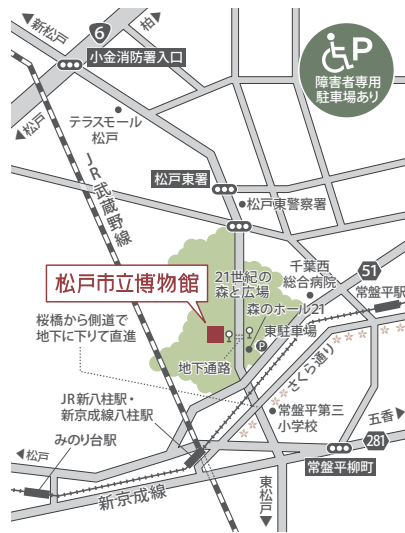 新松戸
柏
6
小金消防署入口
P
障害者専用
駐車場あり
松戸
テラスモール
松戸
JR武蔵野線
松戸東署
松戸東警察署
21世紀の
森と広場
千葉西
総合病院
51
常盤平駅
松戸市立博物館
森のホール21
桜橋から側道で
地下に下りて直進
東駐車場
P
さくら通り
地下通路
JR新八柱駅・
新京成線八柱駅
常盤平第三
小学校
五香
みのり台駅
281
松戸
常盤平柳町
新京成線
東松戸